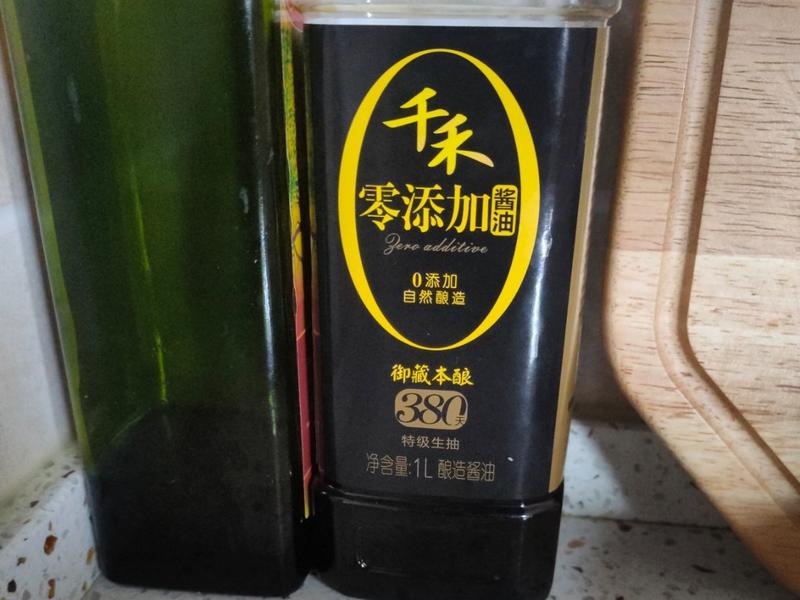 千禾
零添加酱油
Zero additive
0添加
自然酿造
御藏本酿
380天
特级生抽
净含量:1L 酿造酱油